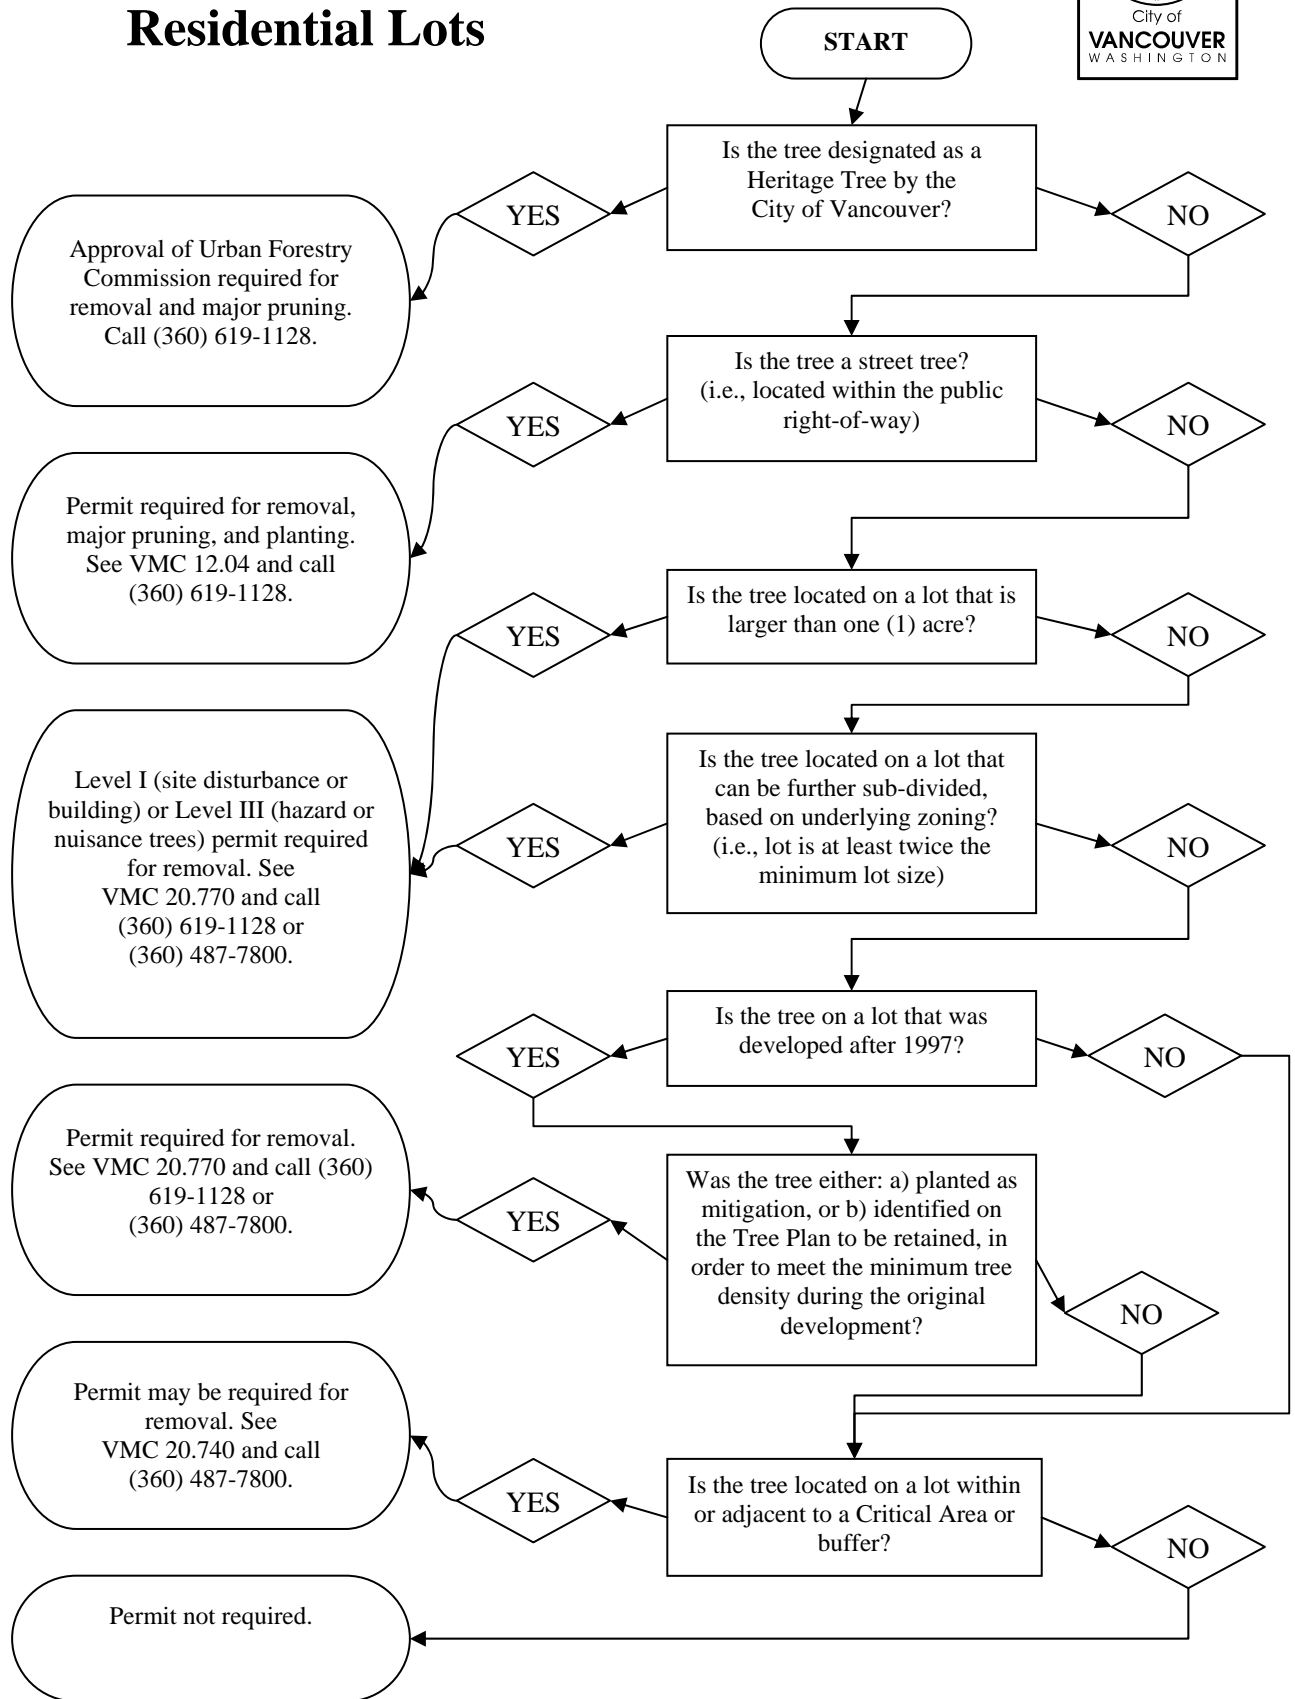 Residential Lots
City of
VANCOUVER
WASHINGTON
START
Is the tree designated as a
Heritage Tree by the
City of Vancouver?
YES
NO
Approval of Urban Forestry
Commission required for
removal and major pruning.
Call (360) 619-1128.
Is the tree a street tree?
(i.e., located within the public
right-of-way)
YES
NO
Permit required for removal,
major pruning, and planting.
See VMC 12.04 and call
(360) 619-1128.
Is the tree located on a lot that is
larger than one (1) acre?
YES
NO
Level I (site disturbance or
building) or Level III (hazard or
nuisance trees) permit required
for removal. See
VMC 20.770 and call
(360) 619-1128 or
(360) 487-7800.
Is the tree located on a lot that
can be further sub-divided,
based on underlying zoning?
(i.e., lot is at least twice the
minimum lot size)
YES
NO
Is the tree on a lot that was
developed after 1997?
YES
NO
Permit required for removal.
See VMC 20.770 and call (360)
619-1128 or
(360) 487-7800.
Was the tree either: a) planted as
mitigation, or b) identified on
the Tree Plan to be retained, in
order to meet the minimum tree
density during the original
development?
YES
NO
Permit may be required for
removal. See
VMC 20.740 and call
(360) 487-7800.
Is the tree located on a lot within
or adjacent to a Critical Area or
buffer?
YES
NO
Permit not required.